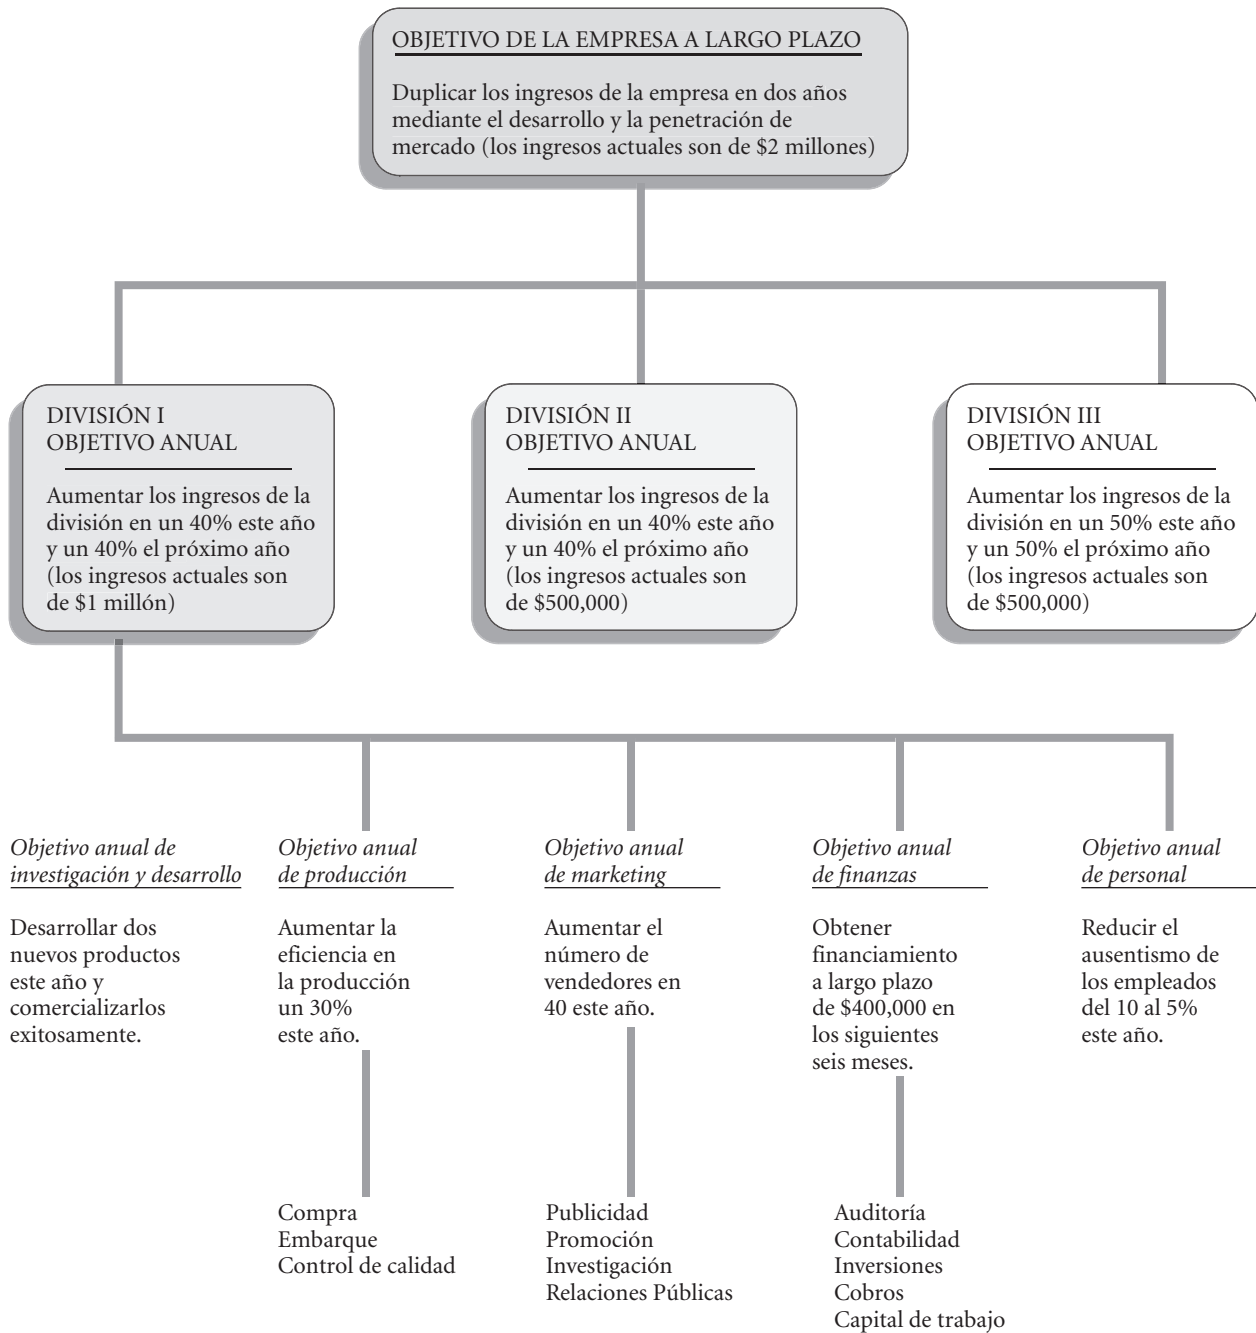 OBJETIVO DE LA EMPRESA A LARGO PLAZO
Duplicar los ingresos de la empresa en dos años
mediante el desarrollo y la penetración de
mercado (los ingresos actuales son de $2 millones)
DIVISIÓN I
OBJETIVO ANUAL
Aumentar los ingresos de la
división en un 40% este año
y un 40% el próximo año
(los ingresos actuales son
de $1 millón)
DIVISIÓN II
OBJETIVO ANUAL
Aumentar los ingresos de la
división en un 40% este año
y un 40% el próximo año
(los ingresos actuales son
de $500,000)
DIVISIÓN III
OBJETIVO ANUAL
Aumentar los ingresos de la
división en un 50% este año
y un 50% el próximo año
(los ingresos actuales son
de $500,000)
Objetivo anual de
investigación y desarrollo
Desarrollar dos
nuevos productos
este año y
comercializarlos
exitosamente.
Objetivo anual
de producción
Aumentar la
eficiencia en
la producción
un 30%
este año.
Objetivo anual
de marketing
Aumentar el
número de
vendedores en
40 este año.
Objetivo anual
de finanzas
Obtener
financiamiento
a largo plazo
de $400,000 en
los siguientes
seis meses.
Objetivo anual
de personal
Reducir el
ausentismo de
los empleados
del 10 al 5%
este año.
Compra
Embarque
Control de calidad
Publicidad
Promoción
Investigación
Relaciones Públicas
Auditoría
Contabilidad
Inversiones
Cobros
Capital de trabajo